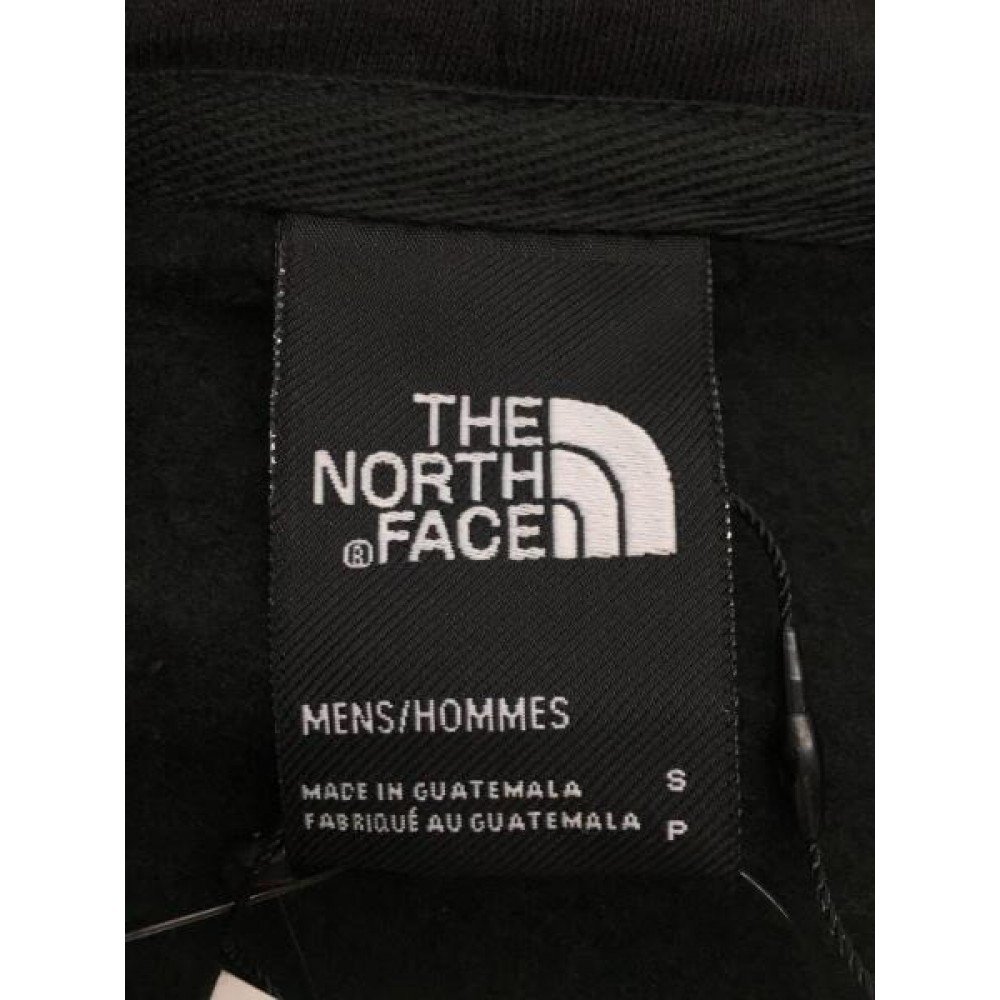 THE
NORTH
®FACE
MENS/HOMMES
MADE IN GUATEMALA S
FABRIQUÉ AU GUATEMALA P